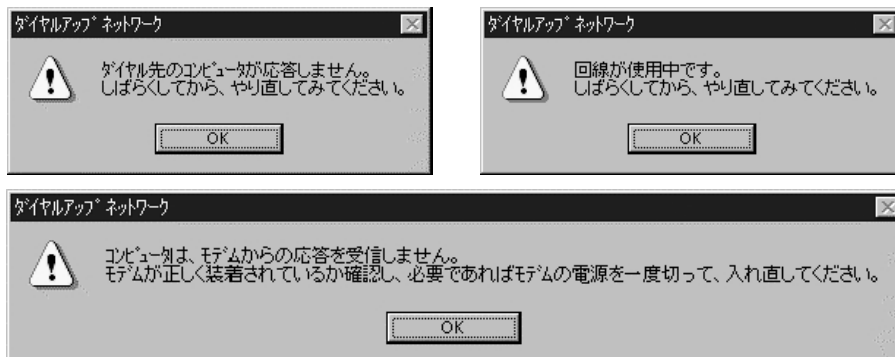 ﾀﾞｲﾔﾙｱｯﾌﾟ ﾈｯﾄﾜｰｸ
ﾀﾞｲﾔﾙ先のｺﾝﾋﾟｭｰﾀが応答しません。
しばらくしてから、やり直してみてください。
OK
ﾀﾞｲﾔﾙｱｯﾌﾟ ﾈｯﾄﾜｰｸ
回線が使用中です。
しばらくしてから、やり直してみてください。
OK
ﾀﾞｲﾔﾙｱｯﾌﾟ ﾈｯﾄﾜｰｸ
ｺﾝﾋﾟｭｰﾀは、ﾓﾃﾞﾑからの応答を受信しません。
ﾓﾃﾞﾑが正しく装着されているか確認し、必要であればﾓﾃﾞﾑの電源を一度切って、入れ直してください。
OK